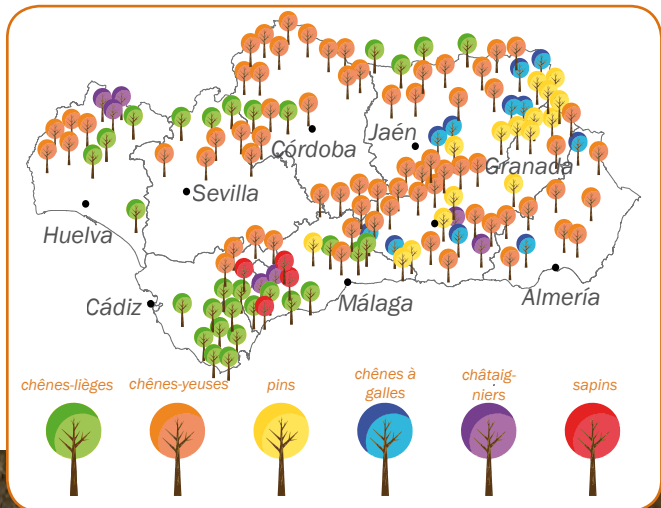 Jaén
Córdoba
Granada
Sevilla
Huelva
Cádiz
Málaga
Almería
chênes-lièges
chênes-yeuses
pins
chênes à
galles
châtaig-
niers
sapins